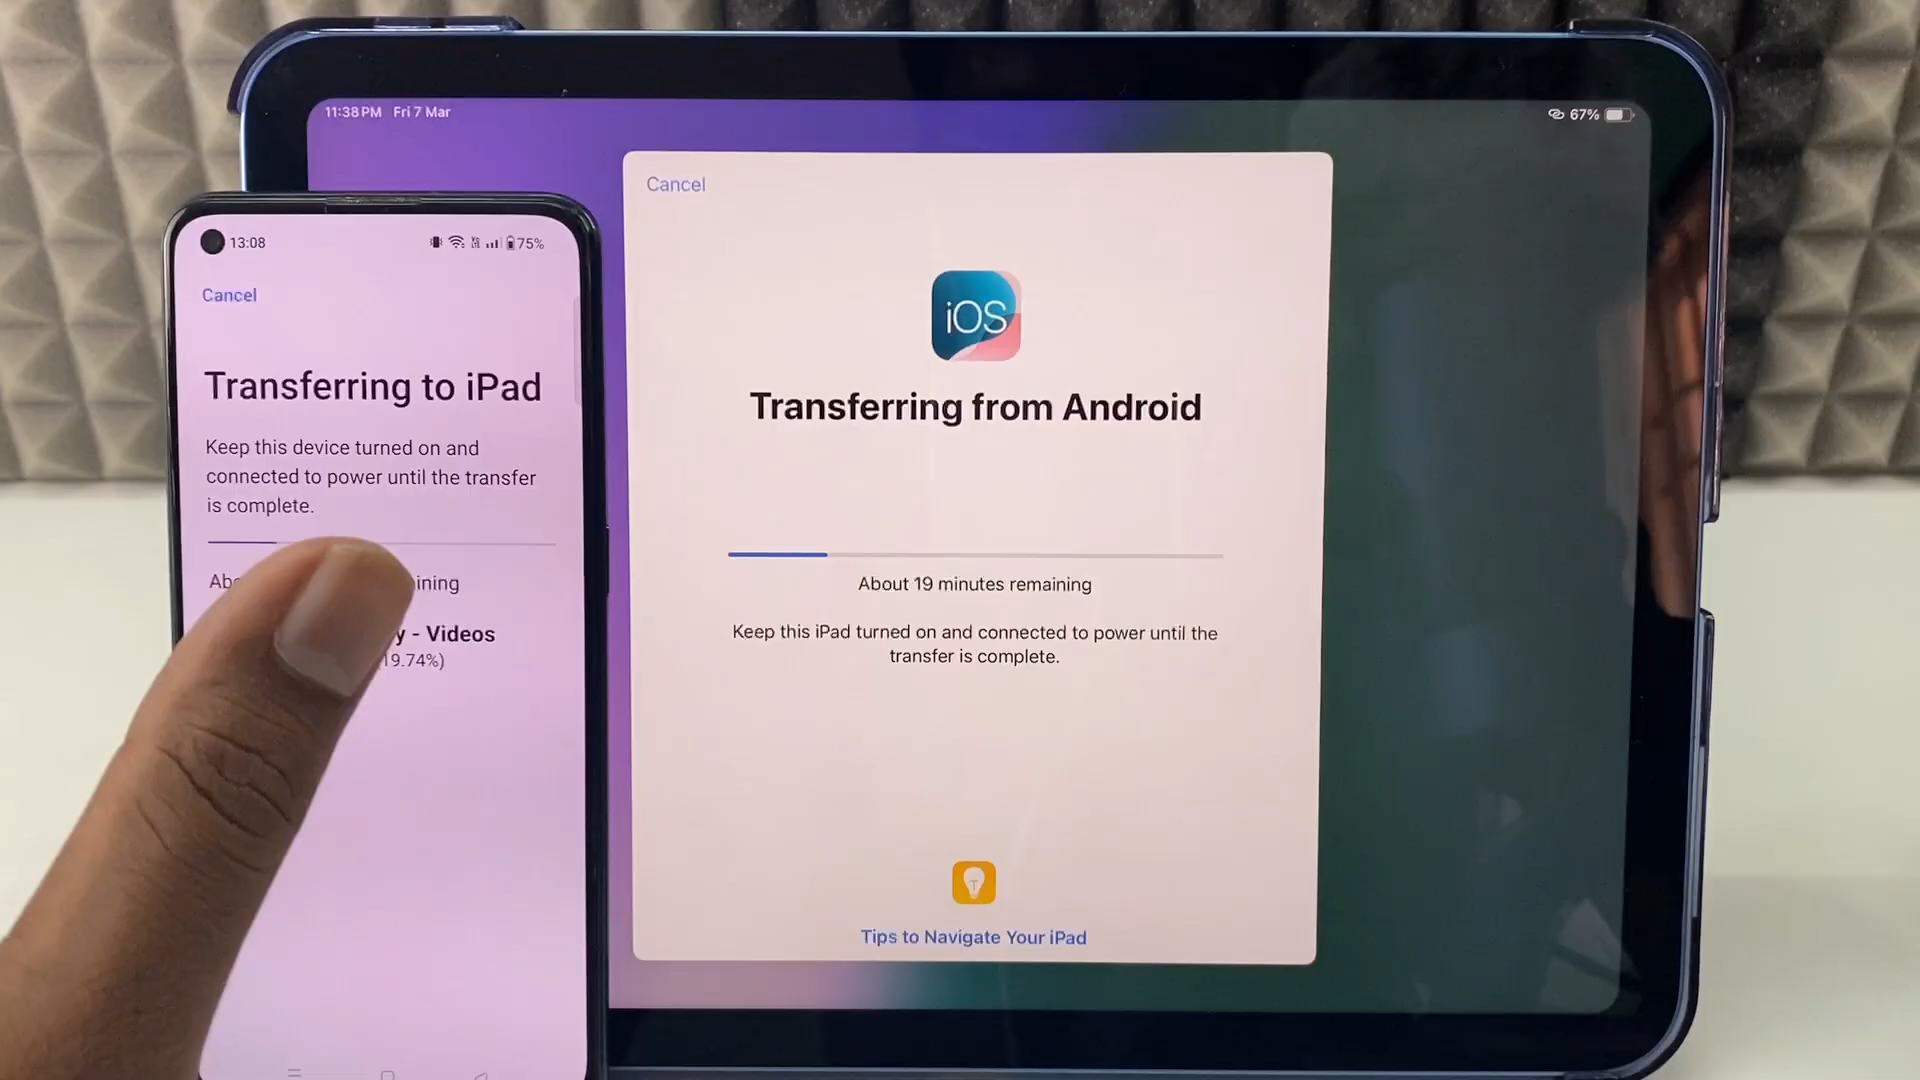 13:08
75%
Cancel
Transferring to iPad
Keep this device turned on and
connected to power until the transfer
is complete.
- Videos
19.74%)
11:38 PM Fri 7 Mar
67%
Cancel
iOS
Transferring from Android
About 19 minutes remaining
Keep this iPad turned on and connected to power until the
transfer is complete.
Tips to Navigate Your iPad